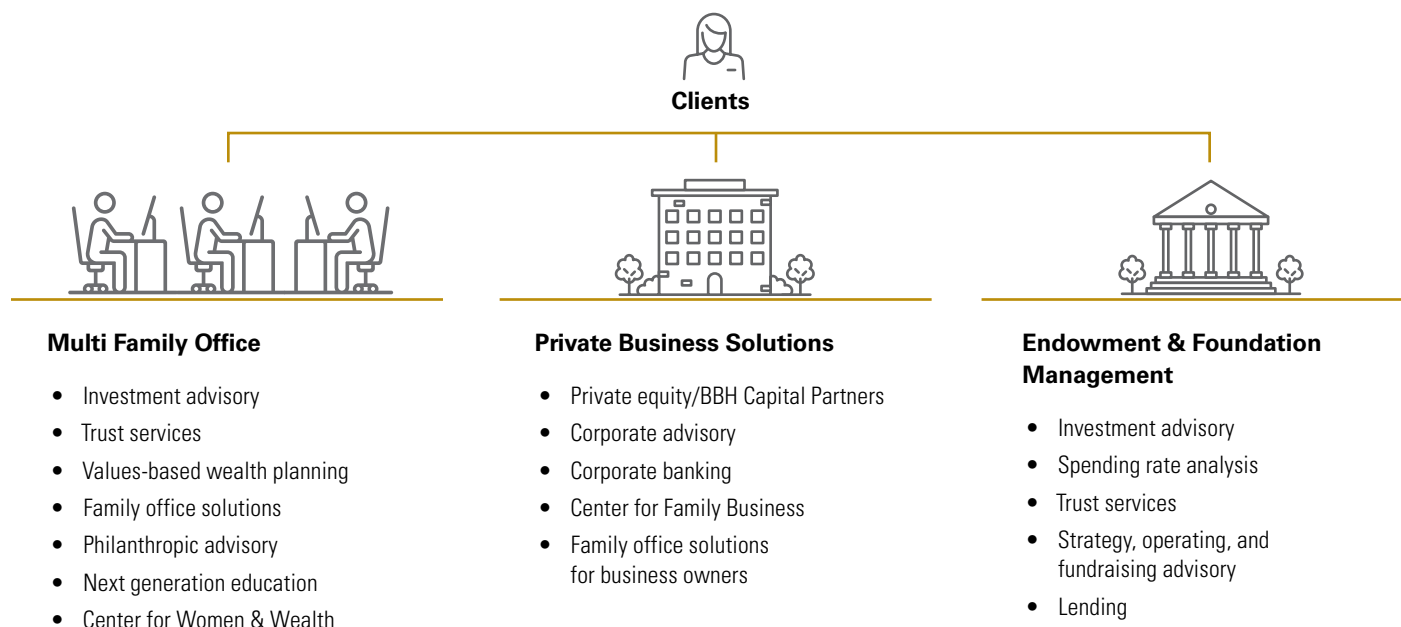 Clients
Multi Family Office
• Investment advisory
• Trust services
• Values-based wealth planning
• Family office solutions
• Philanthropic advisory
• Next generation education
• Center for Women & Wealth
Private Business Solutions
• Private equity/BBH Capital Partners
• Corporate advisory
• Corporate banking
• Center for Family Business
• Family office solutions
for business owners
Endowment & Foundation
Management
• Investment advisory
• Spending rate analysis
• Trust services
• Strategy, operating, and
fundraising advisory
• Lending